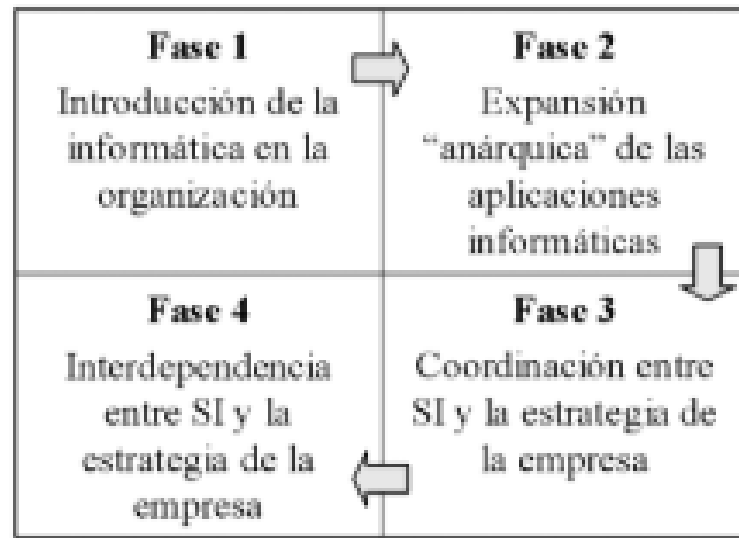 Fase 1
Introducción de la
informática en la
organización
Fase 2
Expansión
“anárquica” de las
aplicaciones
informáticas
Fase 3
Coordinación entre
SI y la estrategia de
la empresa
Fase 4
Interdependencia
entre SI y la
estrategia de la
empresa